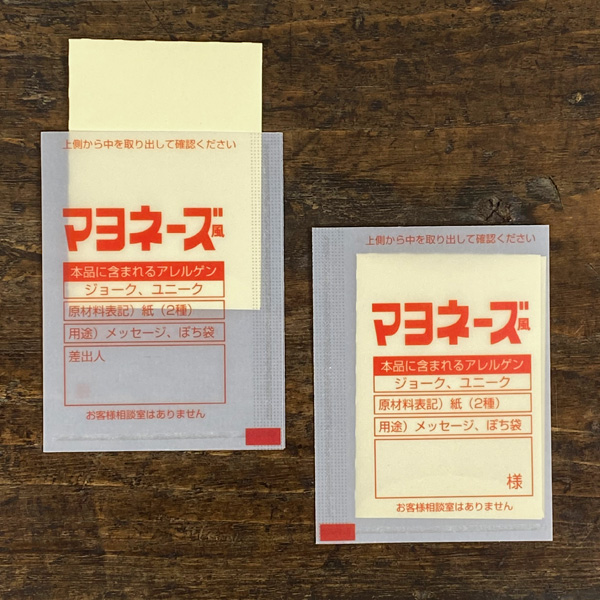 上側から中を取り出して確認ください
マヨネーズ風
本品に含まれるアレルゲン
ジョーク、ユニーク
原材料表記）紙（2種）
用途）メッセージ、ぽち袋
差出人
お客様相談室はありません
上側から中を取り出して確認ください
マヨネーズ風
本品に含まれるアレルゲン
ジョーク、ユニーク
原材料表記）紙（2種）
用途）メッセージ、ぽち袋
様
お客様相談室はありません